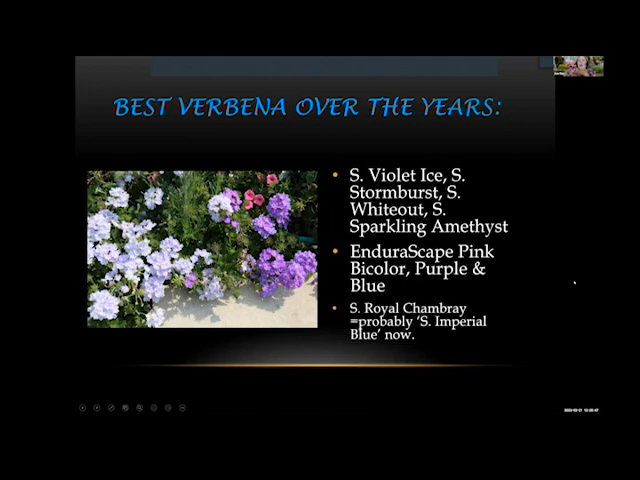 BEST VERBENA OVER THE YEARS:
S. Violet Ice, S.
Stormburst, S.
Whiteout, S.
Sparkling Amethyst
EnduraScape Pink
Bicolor, Purple &
Blue
S. Royal Chambray
=probably ‘S. Imperial
Blue’ now.